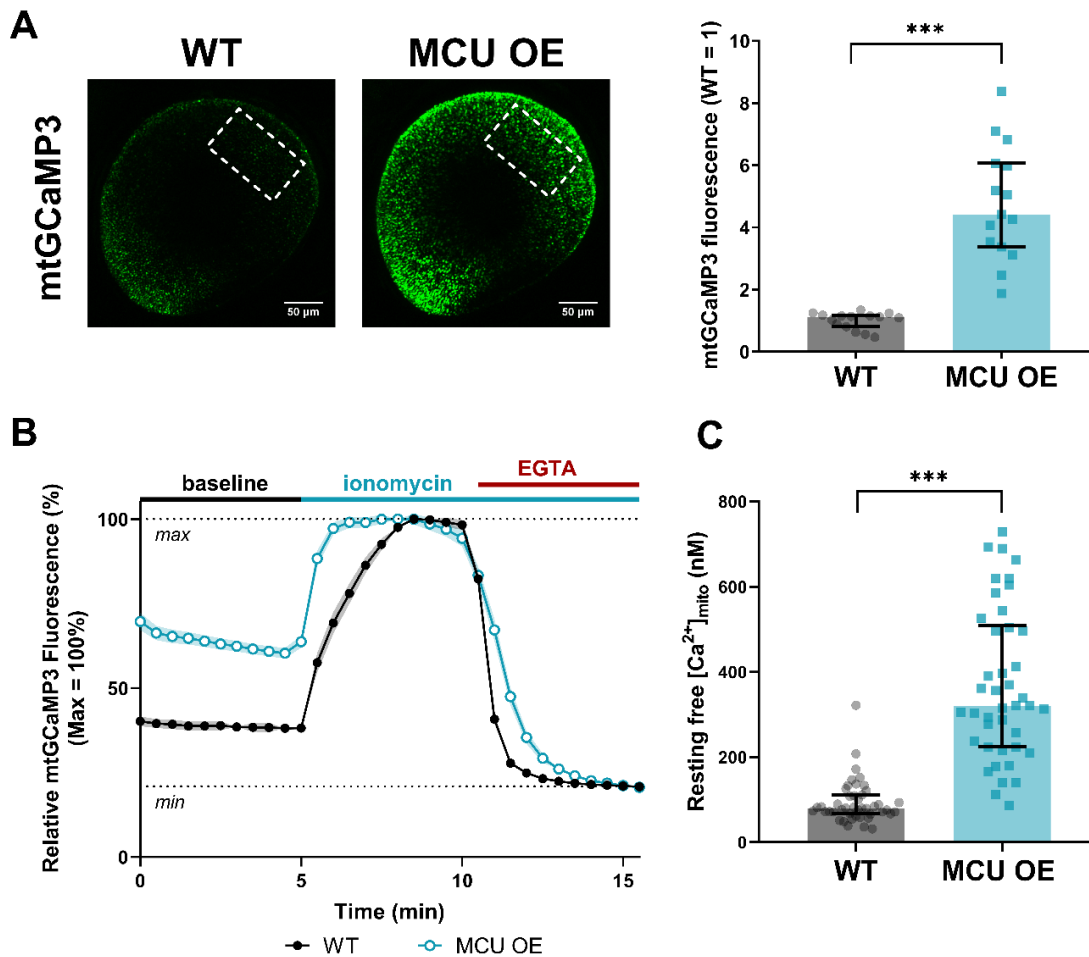 A
WT
MCU OE
mtGCaMP3
50 µm
50 µm
mtGCaMP3 fluorescence (WT = 1)
10
8
6
4
2
0
***
WT
MCU OE
B
baseline
ionomycin
EGTA
Relative mtGCaMP3 Fluorescence (%)
(Max = 100%)
100
50
0
max
min
0
5
10
15
Time (min)
WT
MCU OE
C
Resting free [Ca²⁺]mito (nM)
800
600
400
200
0
***
WT
MCU OE